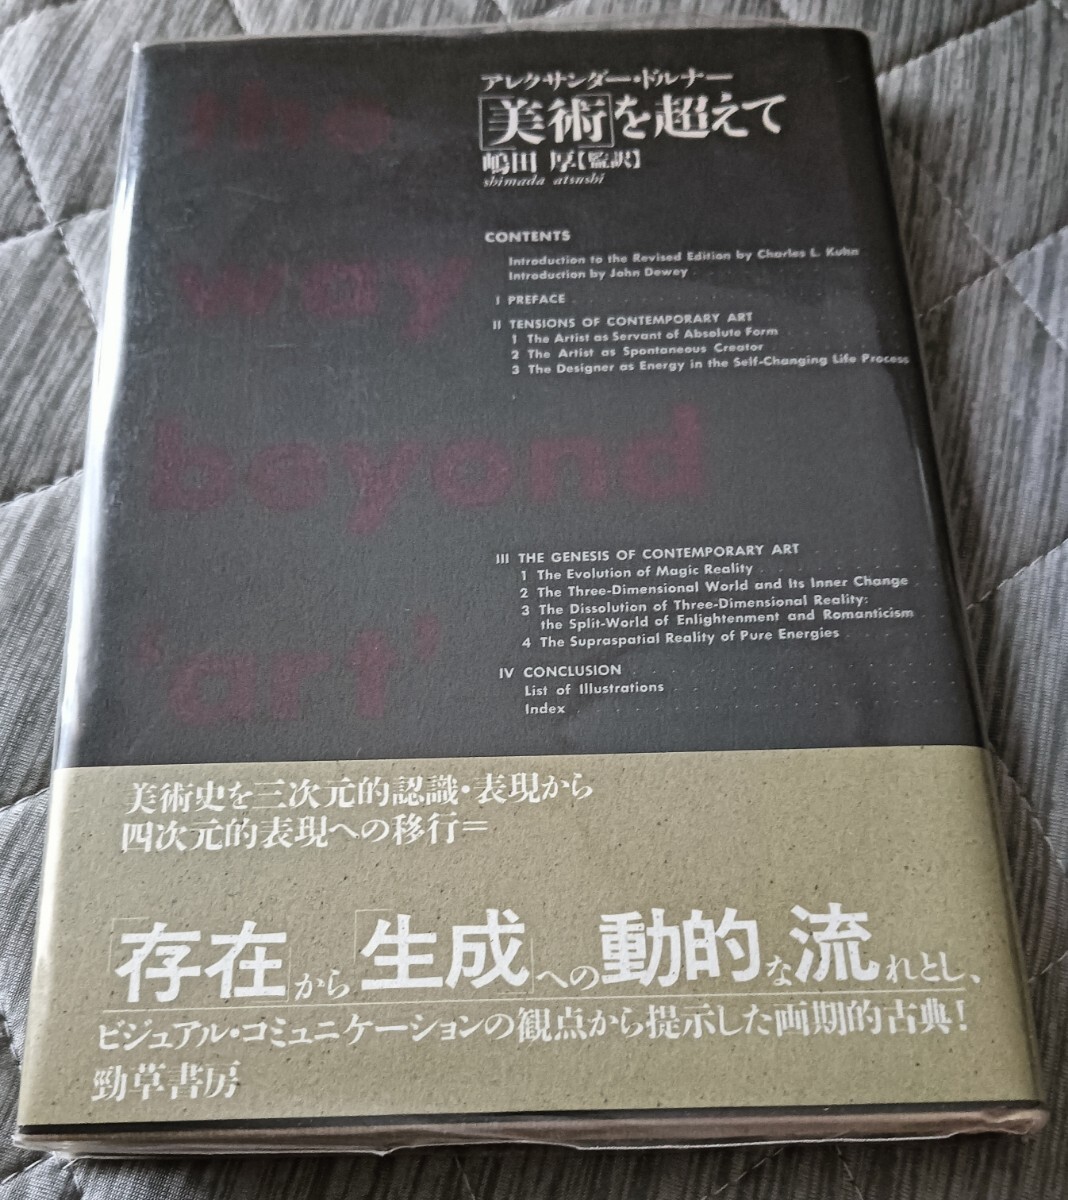 アレクサンダー・ドルナー
「美術」を超えて
嶋田 厚【監訳】
shimada atsushi
the
way
beyond
'art'
CONTENTS
Introduction to the Revised Edition by Charles L. Kuhn
Introduction by John Dewey
I PREFACE
II TENSIONS OF CONTEMPORARY ART
1 The Artist as Servant of Absolute Form
2 The Artist as Spontaneous Creator
3 The Designer as Energy in the Self-Changing Life Process
III THE GENESIS OF CONTEMPORARY ART
1 The Evolution of Magic Reality
2 The Three-Dimensional World and Its Inner Change
3 The Dissolution of Three-Dimensional Reality:
the Split-World of Enlightenment and Romanticism
4 The Supraspatial Reality of Pure Energies
IV CONCLUSION
List of Illustrations
Index
美術史を三次元的認識・表現から
四次元的表現への移行＝
「存在」から「生成」への動的な流れとし、
ビジュアル・コミュニケーションの観点から提示した画期的古典！
勁草書房